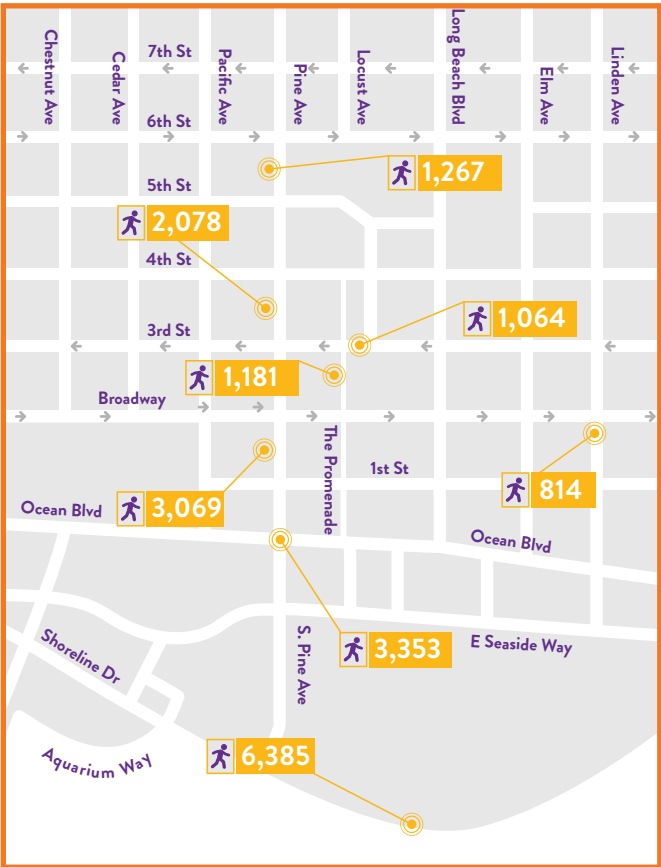 Chestnut Ave
Cedar Ave
7th St
Pacific Ave
Pine Ave
Locust Ave
Long Beach Blvd
Elm Ave
Linden Ave
6th St
1,267
5th St
2,078
4th St
1,064
3rd St
1,181
Broadway
The Promenade
1st St
814
3,069
Ocean Blvd
Ocean Blvd
3,353
E Seaside Way
S. Pine Ave
Shoreline Dr
6,385
Aquarium Way